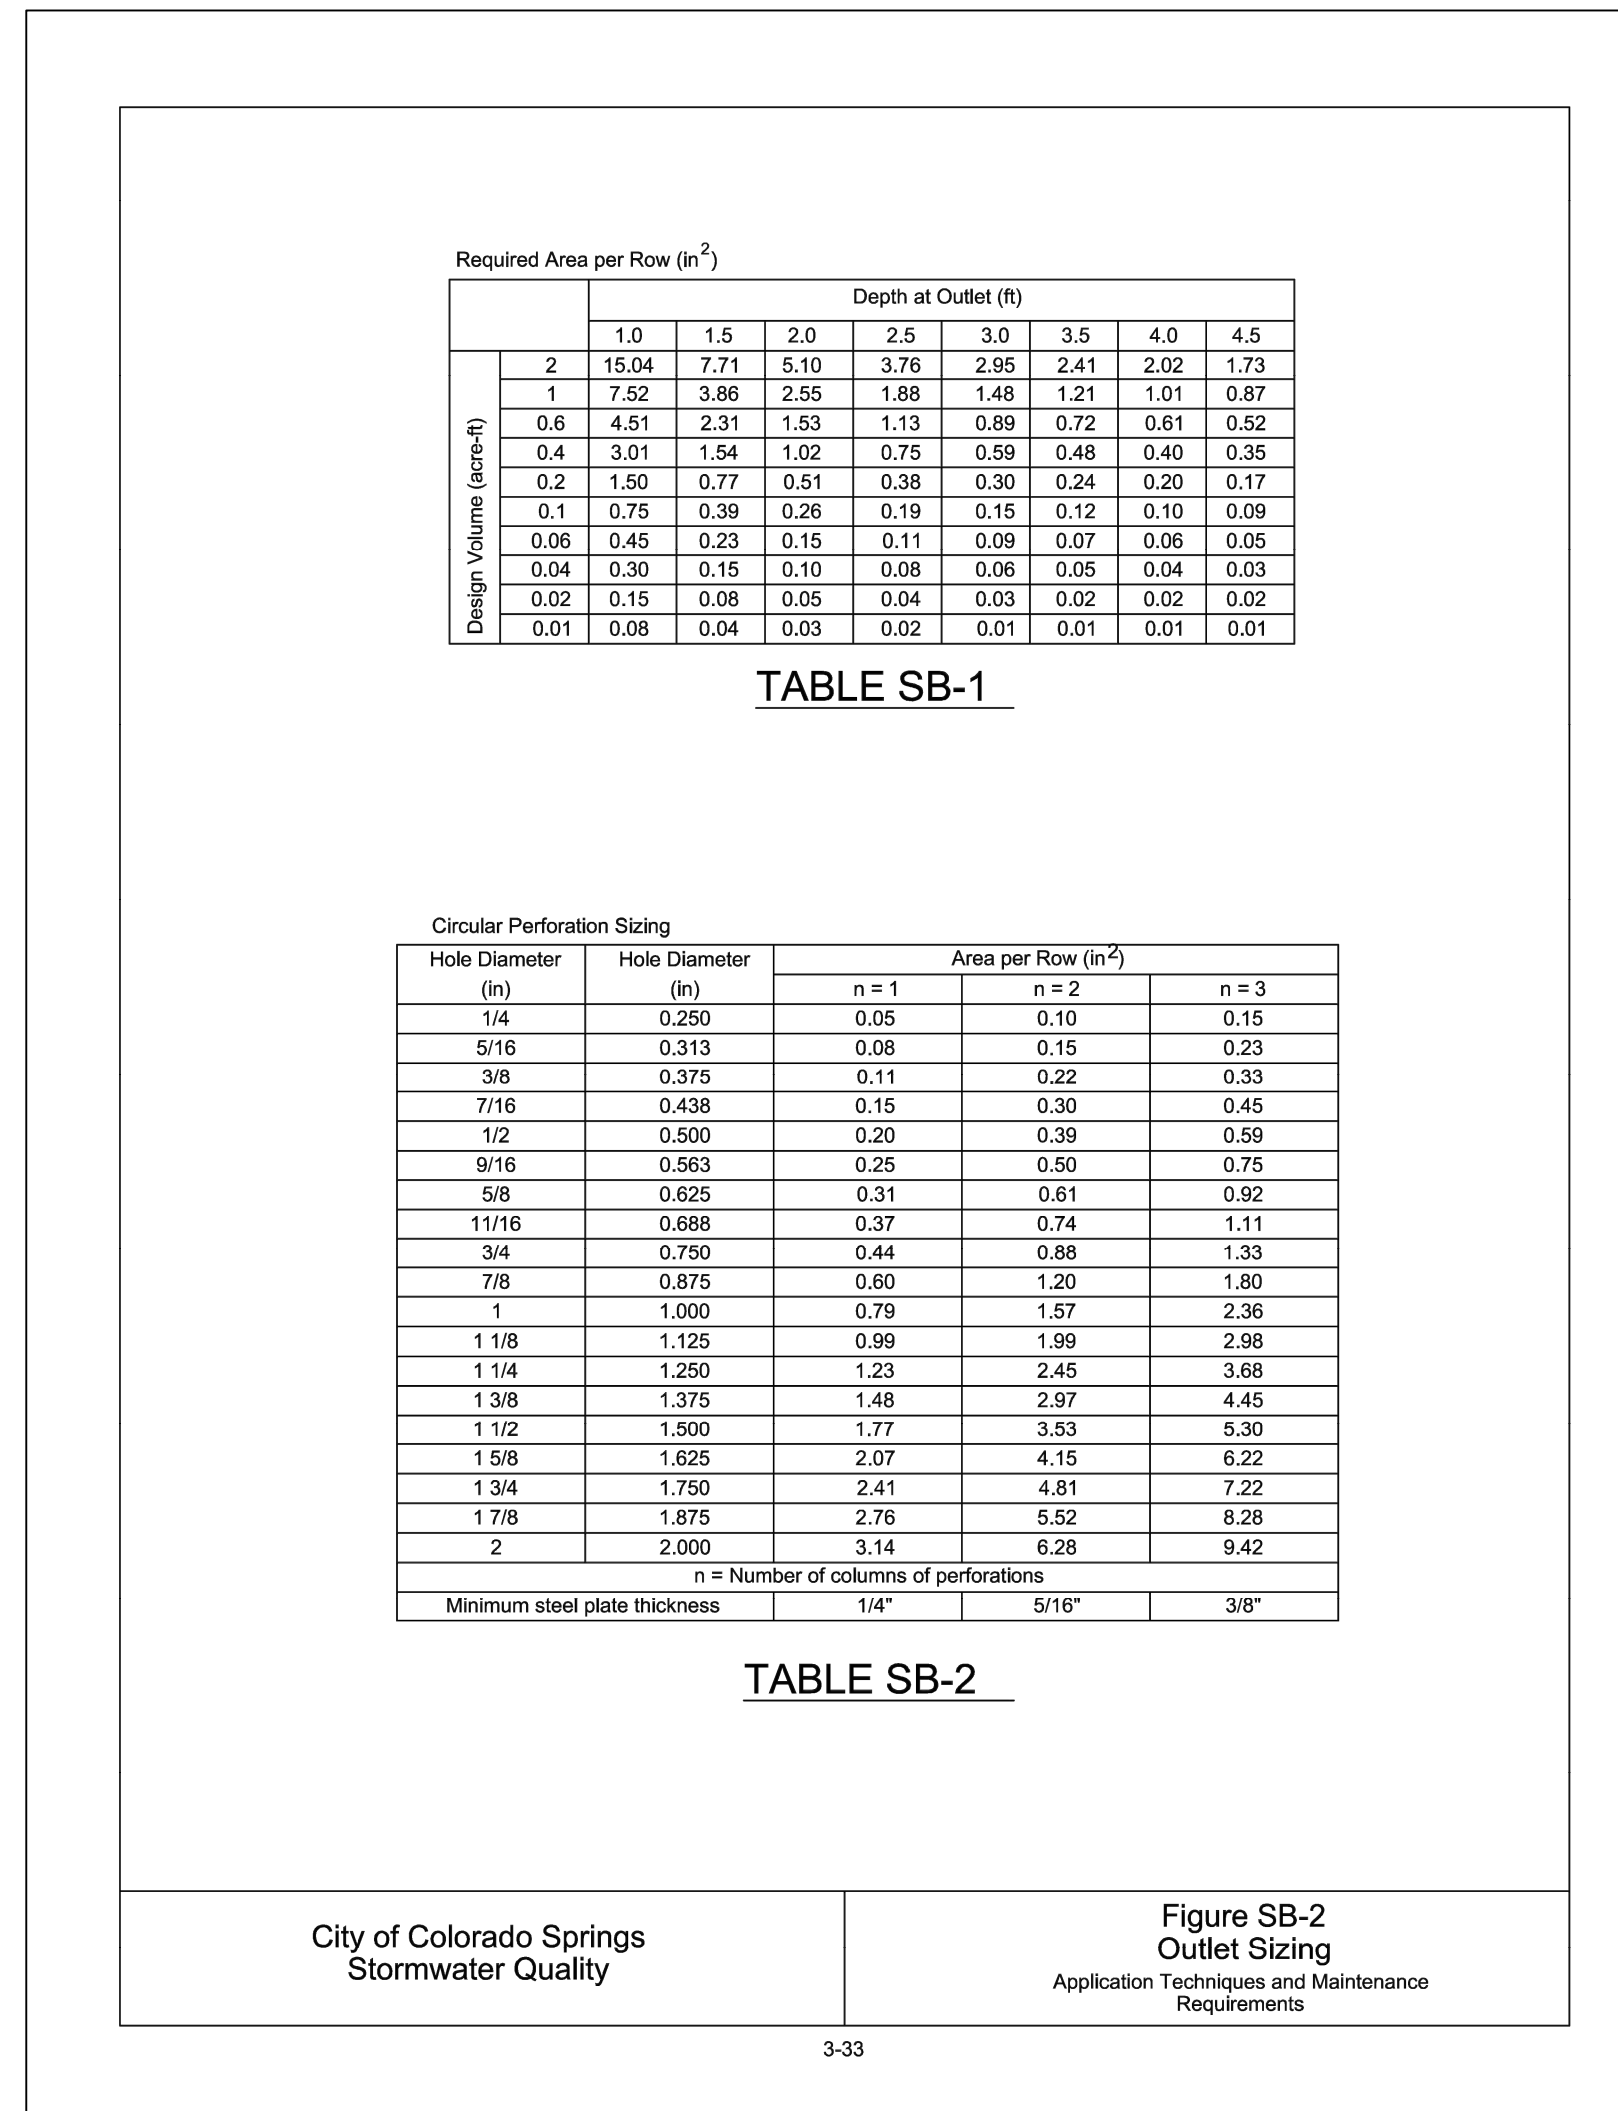 Required Area per Row (in2)
Depth at Outlet (ft)
1.0 1.5 2.0 2.5 3.0 3.5 4.0 4.5
Design Volume (acre-ft)
2 15.04 7.71 5.10 3.76 2.95 2.41 2.02 1.73
1 7.52 3.86 2.55 1.88 1.48 1.21 1.01 0.87
0.6 4.51 2.31 1.53 1.13 0.89 0.72 0.61 0.52
0.4 3.01 1.54 1.02 0.75 0.59 0.48 0.40 0.35
0.2 1.50 0.77 0.51 0.38 0.30 0.24 0.20 0.17
0.1 0.75 0.39 0.26 0.19 0.15 0.12 0.10 0.09
0.06 0.45 0.23 0.15 0.11 0.09 0.07 0.06 0.05
0.04 0.30 0.15 0.10 0.08 0.06 0.05 0.04 0.03
0.02 0.15 0.08 0.05 0.04 0.03 0.02 0.02 0.02
0.01 0.08 0.04 0.03 0.02 0.01 0.01 0.01 0.01
TABLE SB-1
Circular Perforation Sizing
Hole Diameter Hole Diameter Area per Row (in2)
(in) (in) n = 1 n = 2 n = 3
1/4 0.250 0.05 0.10 0.15
5/16 0.313 0.08 0.15 0.23
3/8 0.375 0.11 0.22 0.33
7/16 0.438 0.15 0.30 0.45
1/2 0.500 0.20 0.39 0.59
9/16 0.563 0.25 0.50 0.75
5/8 0.625 0.31 0.61 0.92
11/16 0.688 0.37 0.74 1.11
3/4 0.750 0.44 0.88 1.33
7/8 0.875 0.60 1.20 1.80
1 1.000 0.79 1.57 2.36
1 1/8 1.125 0.99 1.99 2.98
1 1/4 1.250 1.23 2.45 3.68
1 3/8 1.375 1.48 2.97 4.45
1 1/2 1.500 1.77 3.53 5.30
1 5/8 1.625 2.07 4.15 6.22
1 3/4 1.750 2.41 4.81 7.22
1 7/8 1.875 2.76 5.52 8.28
2 2.000 3.14 6.28 9.42
n = Number of columns of perforations
Minimum steel plate thickness 1/4" 5/16" 3/8"
TABLE SB-2
City of Colorado Springs
Stormwater Quality
Figure SB-2
Outlet Sizing
Application Techniques and Maintenance
Requirements
3-33